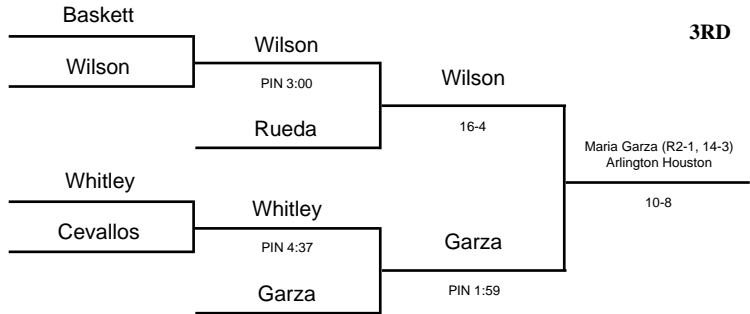 Baskett
3RD
Wilson
Wilson
PIN 3:00
Wilson
Rueda
16-4
Maria Garza (R2-1, 14-3)
Arlington Houston
10-8
Whitley
Whitley
Cevallos
PIN 4:37
Garza
Garza
PIN 1:59